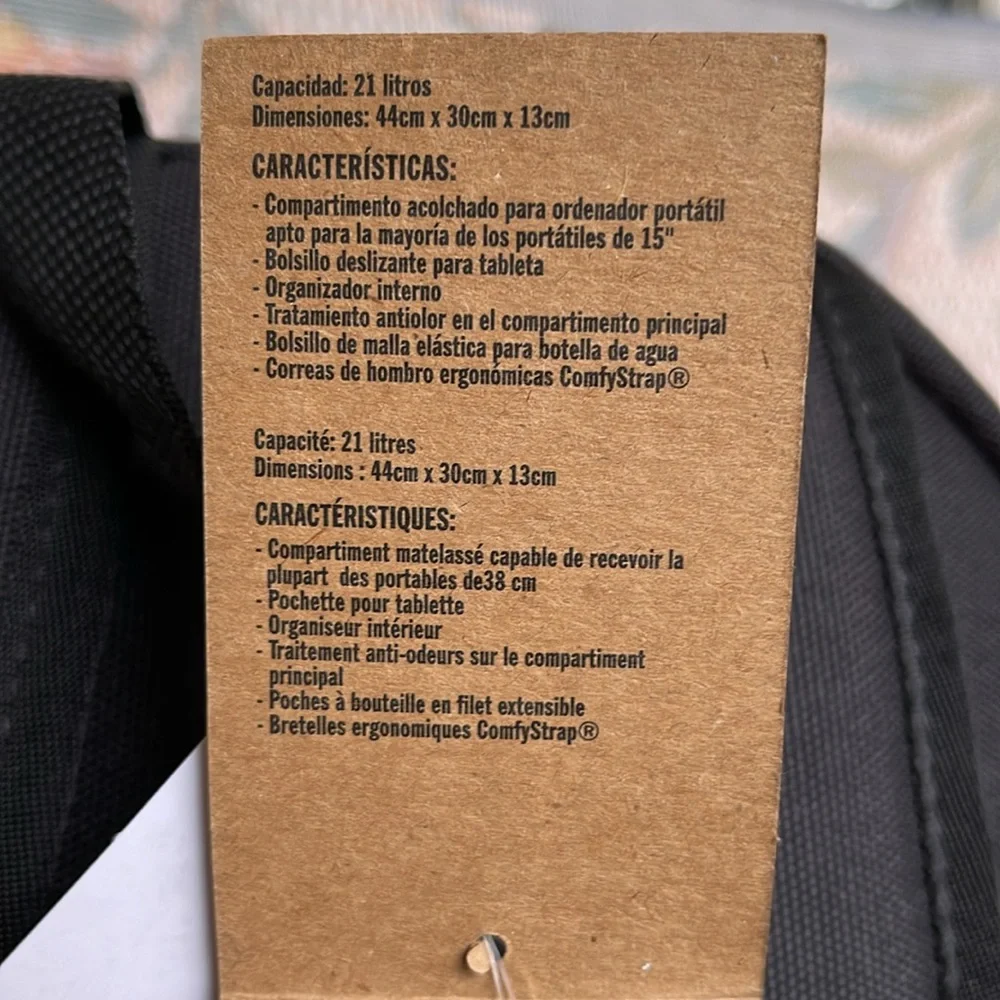 Capacidad: 21 litros
Dimensiones: 44cm x 30cm x 13cm
CARACTERÍSTICAS:
- Compartimento acolchado para ordenador portátil
apto para la mayoría de los portátiles de 15"
- Bolsillo deslizante para tableta
- Organizador interno
- Tratamiento antiolor en el compartimento principal
- Bolsillo de malla elástica para botella de agua
- Correas de hombro ergonómicas ComfyStrap®
Capacité: 21 litres
Dimensions : 44cm x 30cm x 13cm
CARACTÉRISTIQUES:
- Compartiment matelassé capable de recevoir la
plupart des portables de38 cm
- Pochette pour tablette
- Organiseur intérieur
- Traitement anti-odeurs sur le compartiment
principal
- Poches à bouteille en filet extensible
- Bretelles ergonomiques ComfyStrap®